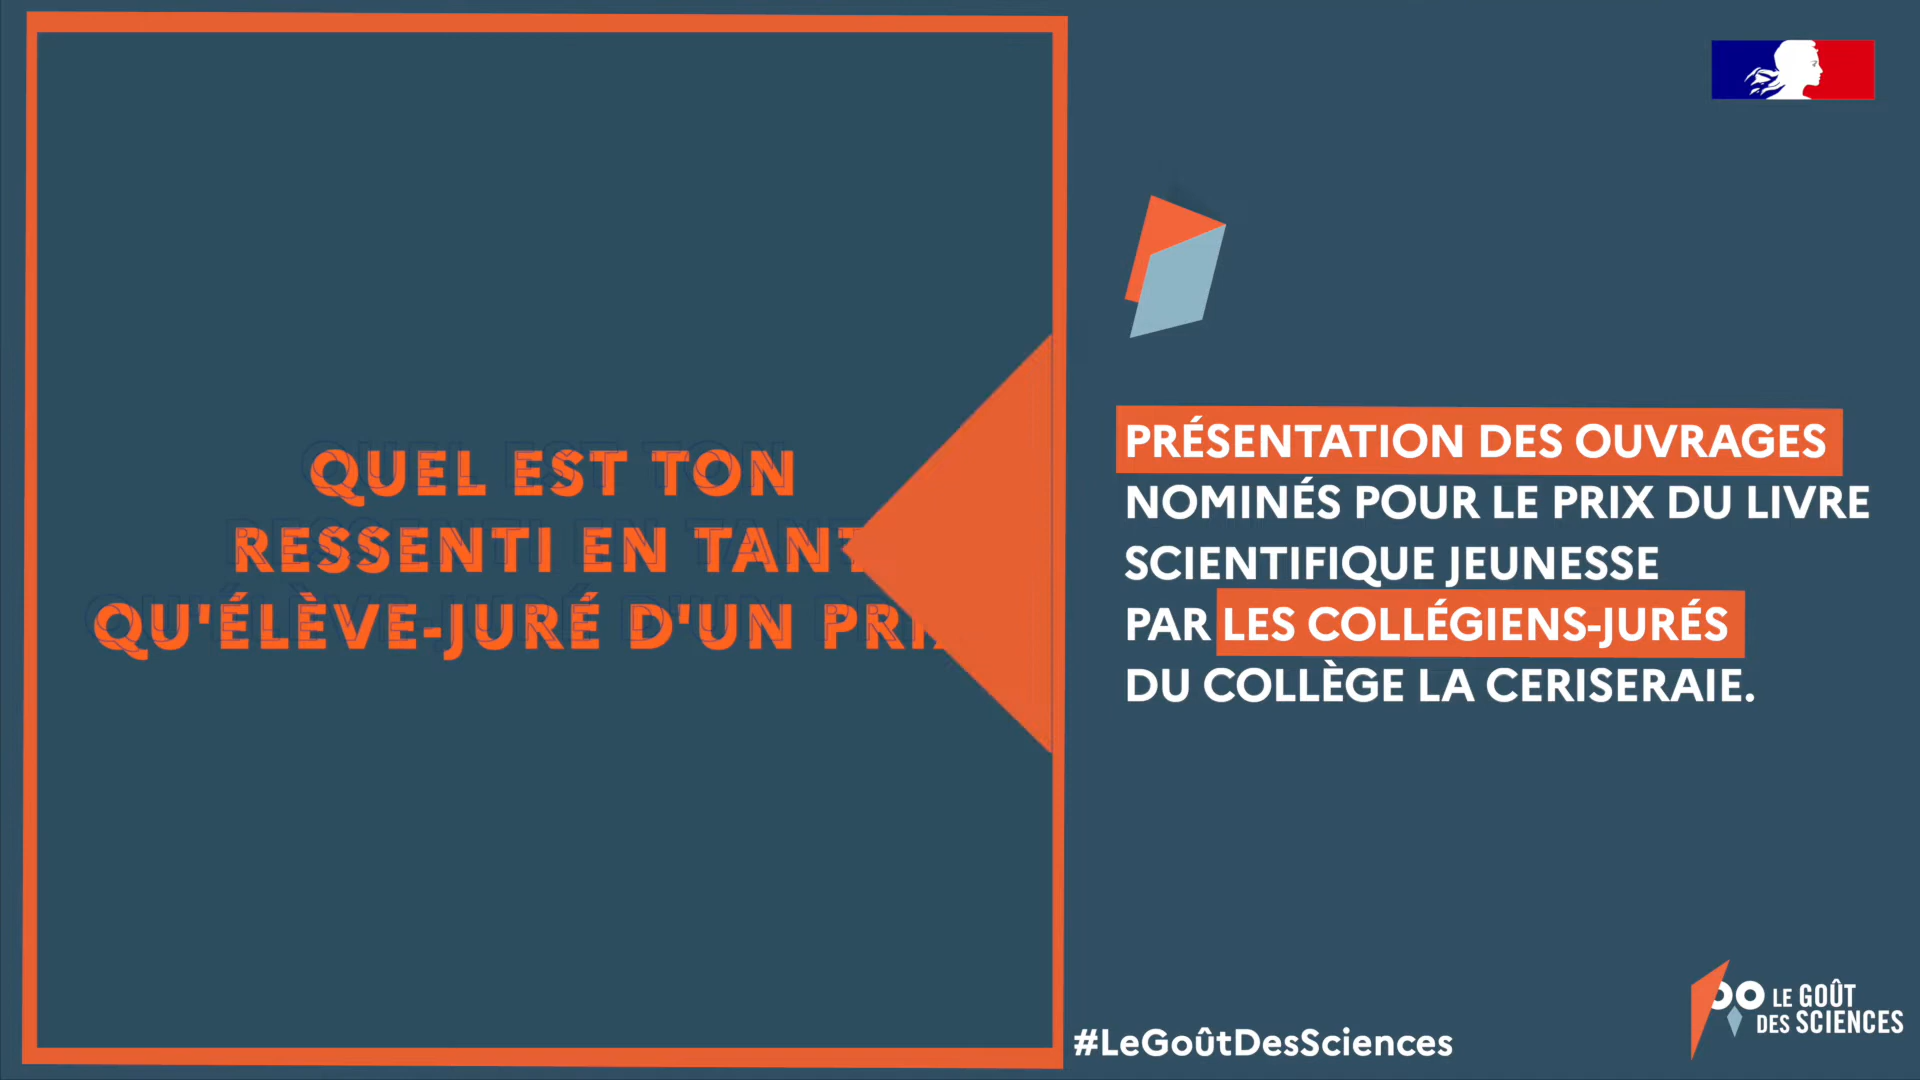 QUEL EST TON
RESSENTI EN TANT
QU'ÉLÈVE-JURÉ D'UN
PRÉSENTATION DES OUVRAGES
NOMINÉS POUR LE PRIX DU LIVRE
SCIENTIFIQUE JEUNESSE
PAR LES COLLÉGIENS-JURÉS
DU COLLÈGE LA CERISERAIE.
#LeGoûtDesSciences
LE GOÛT
DES SCIENCES